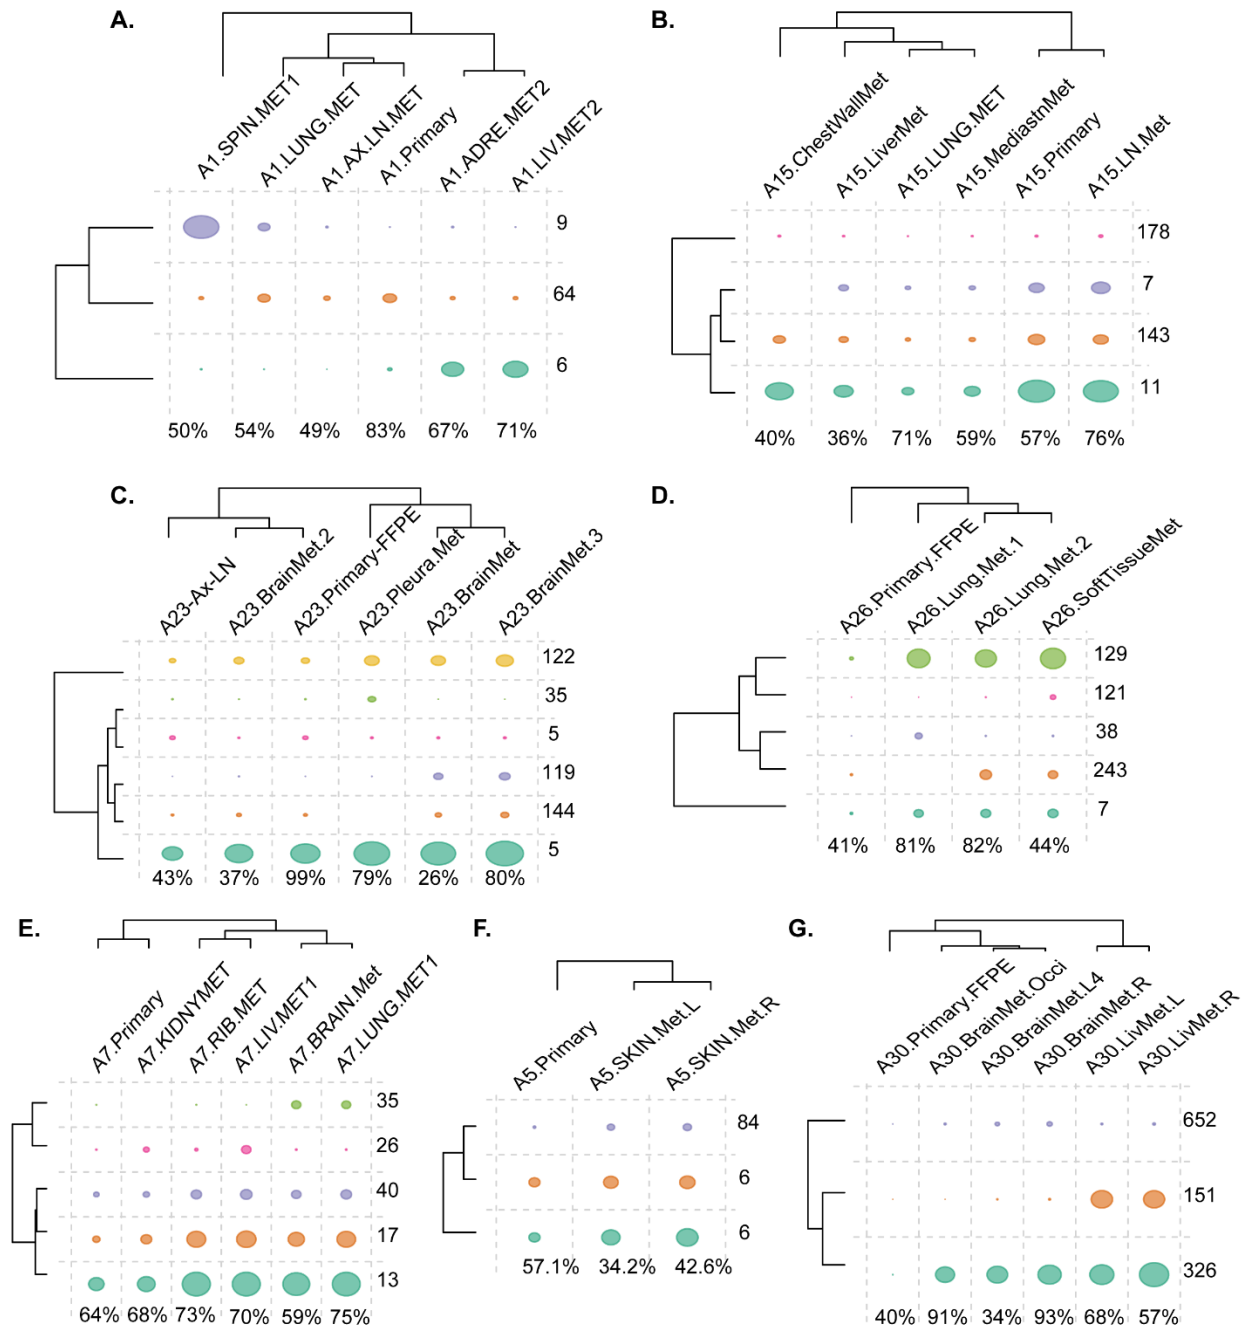 A.
A1.SPIN.MET1
A1.LUNG.MET
A1.AX.LN.MET
A1.Primary
A1.ADRE.MET2
A1.LIV.MET2
9
64
6
50% 54% 49% 83% 67% 71%
B.
A15.ChestWallMet
A15.LiverMet
A15.LUNG.MET
A15.MediastnMet
A15.Primary
A15.LN.Met
178
7
143
11
40% 36% 71% 59% 57% 76%
C.
A23-Ax-LN
A23.BrainMet.2
A23.Primary-FFPE
A23.Pleura.Met
A23.BrainMet
A23.BrainMet.3
122
35
5
119
144
5
43% 37% 99% 79% 26% 80%
D.
A26.Primary.FFPE
A26.Lung.Met.1
A26.Lung.Met.2
A26.SoftTissueMet
129
121
38
243
7
41% 81% 82% 44%
E.
A7.Primary
A7.KIDNYMET
A7.RIB.MET
A7.LIV.MET1
A7.BRAIN.Met
A7.LUNG.MET1
35
26
40
17
13
64% 68% 73% 70% 59% 75%
F.
A5.Primary
A5.SKIN.Met.L
A5.SKIN.Met.R
84
6
6
57.1% 34.2% 42.6%
G.
A30.Primary.FFPE
A30.BrainMet.Occi
A30.BrainMet.L4
A30.BrainMet.R
A30.LivMet.L
A30.LivMet.R
652
151
326
40% 91% 34% 93% 68% 57%